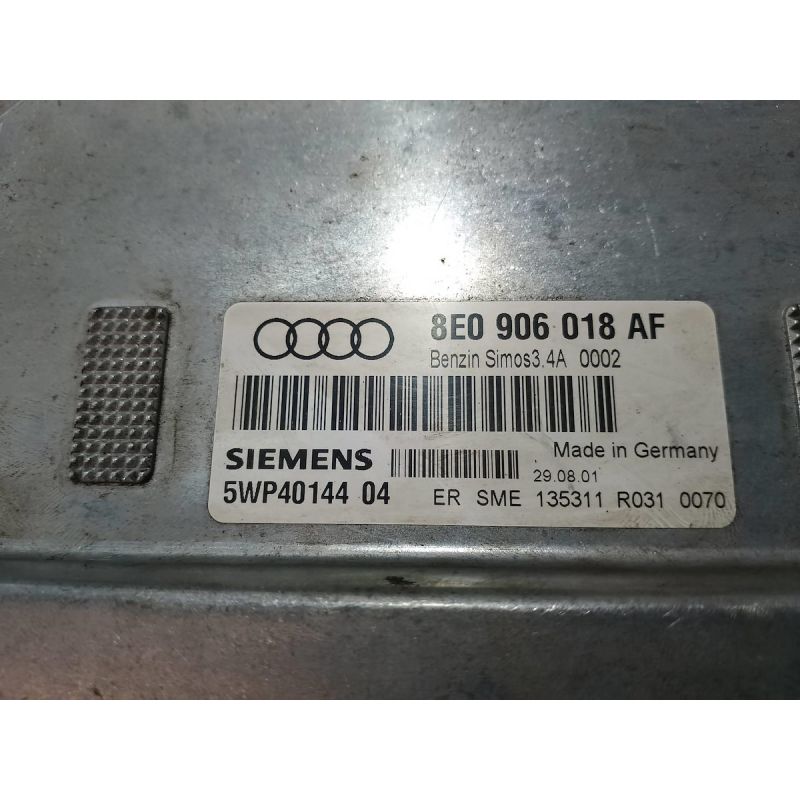 8E0 906 018 AF
Benzin Simos3.4A 0002
Made in Germany
SIEMENS
29.08.01
5WP40144 04 ER SME 135311 R031 0070